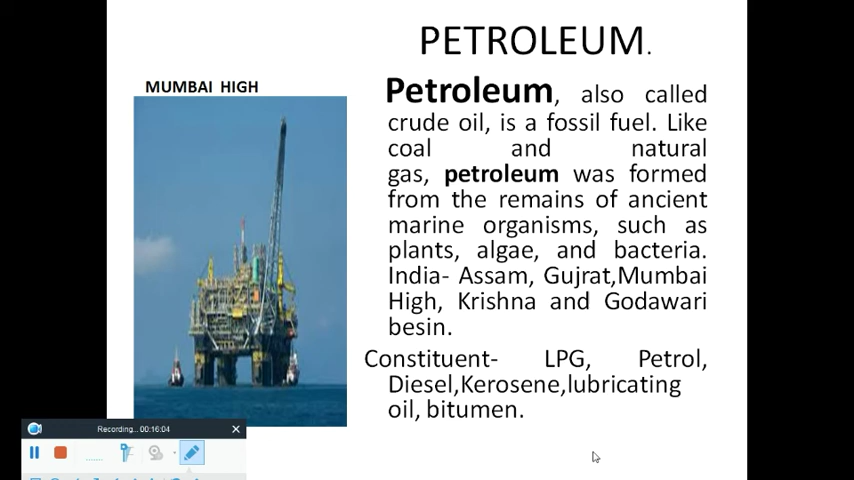 PETROLEUM.
MUMBAI HIGH
Petroleum, also called
crude oil, is a fossil fuel. Like
coal and natural
gas, petroleum was formed
from the remains of ancient
marine organisms, such as
plants, algae, and bacteria.
India- Assam, Gujrat,Mumbai
High, Krishna and Godawari
besin.
Constituent- LPG, Petrol,
Diesel,Kerosene,lubricating
oil, bitumen.
Recording... 00:16:04